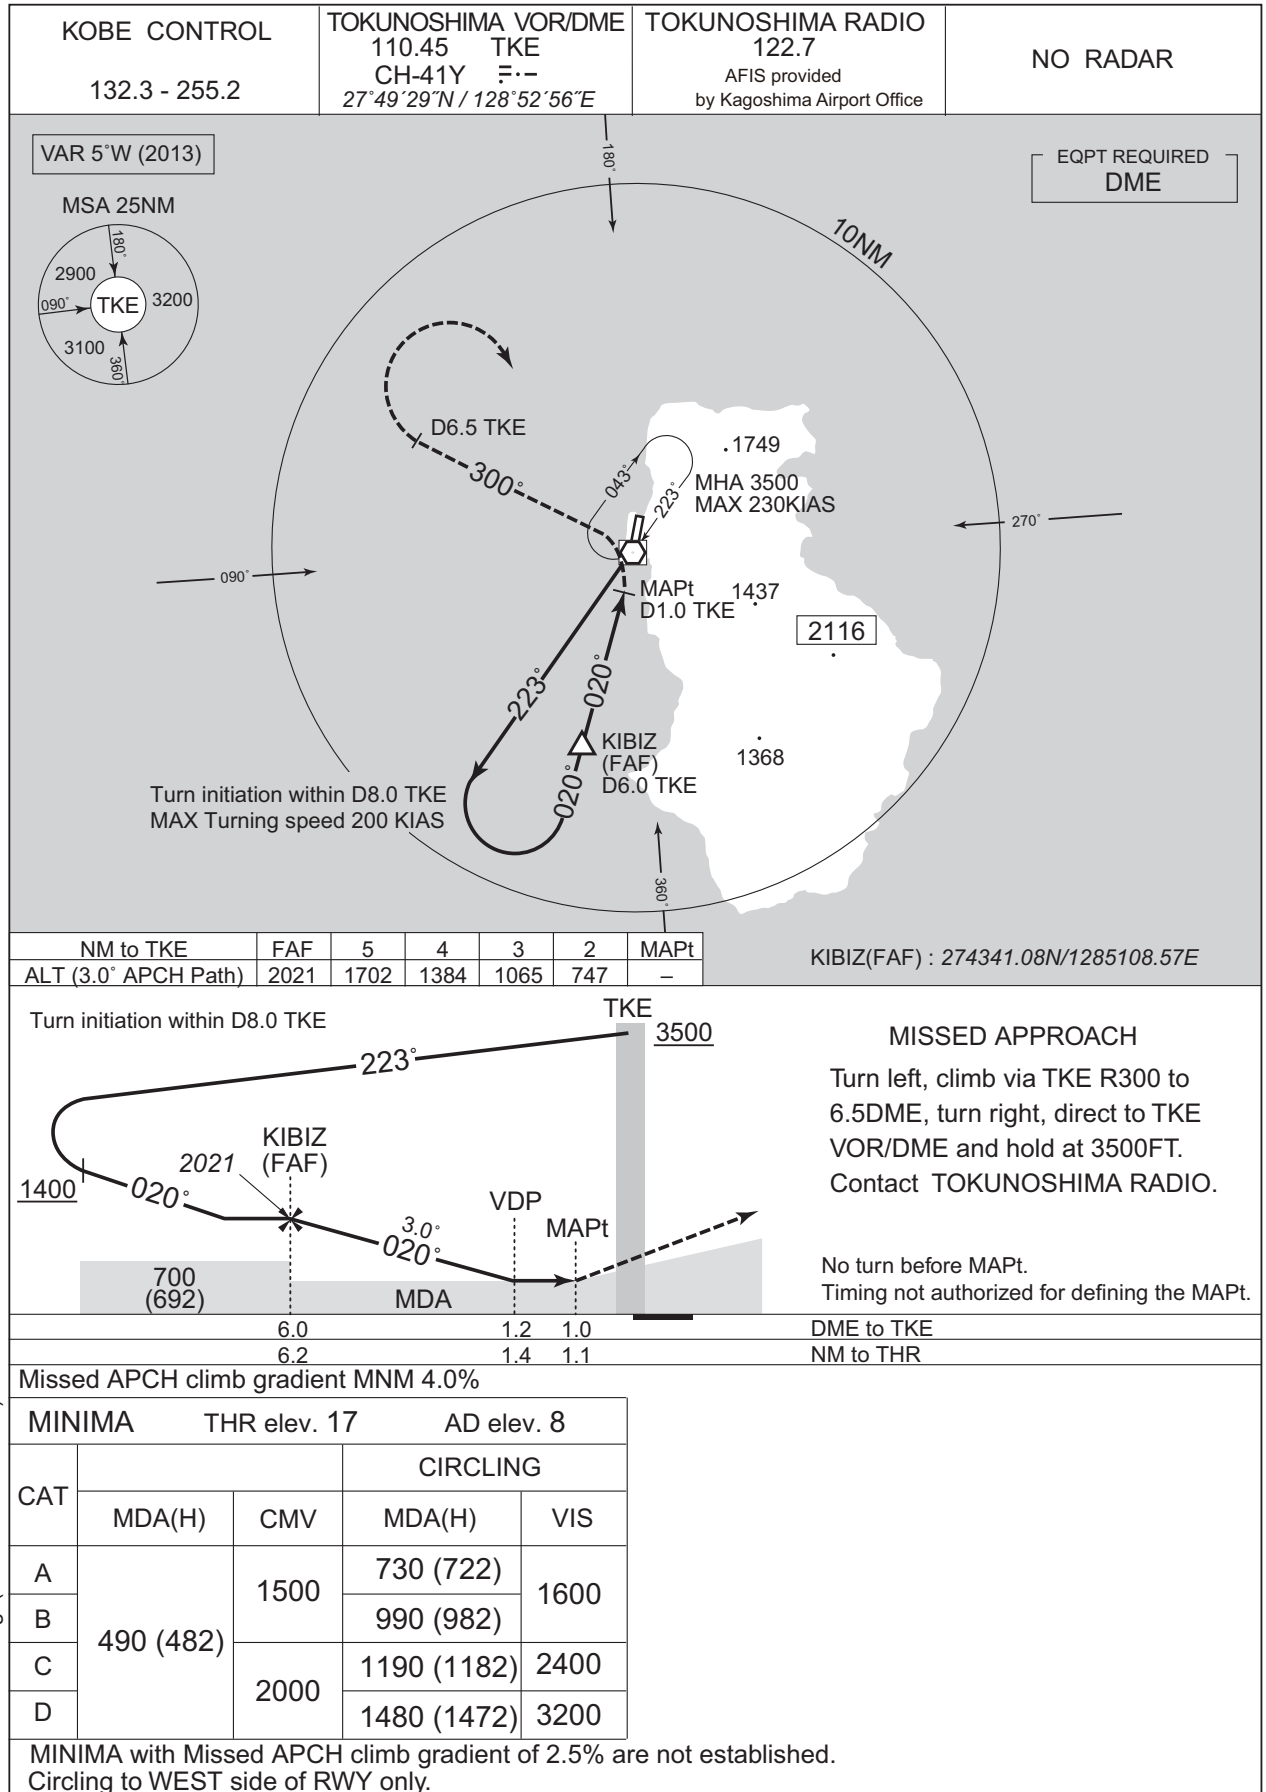 KOBE CONTROL
132.3 - 255.2
TOKUNOSHIMA VOR/DME
110.45 TKE
CH-41Y
27˚49´29˝N / 128˚52´56˝E
TOKUNOSHIMA RADIO
122.7
AFIS provided
by Kagoshima Airport Office
NO RADAR
VAR 5˚W (2013)
MSA 25NM
180˚
2900
090˚
TKE
3200
3100
360˚
EQPT REQUIRED
DME
180˚
10NM
D6.5 TKE
300˚
043˚
223˚
1749
MHA 3500
MAX 230KIAS
270˚
090˚
MAPt
D1.0 TKE
1437
2116
223˚
020˚
KIBIZ
(FAF)
D6.0 TKE
1368
020˚
Turn initiation within D8.0 TKE
MAX Turning speed 200 KIAS
360˚
NM to TKE FAF 5 4 3 2 MAPt
ALT (3.0˚ APCH Path) 2021 1702 1384 1065 747 –
KIBIZ(FAF) : 274341.08N/1285108.57E
Turn initiation within D8.0 TKE
TKE
3500
223˚
KIBIZ
(FAF)
2021
1400
020˚
3.0˚
020˚
VDP
MAPt
700
(692)
MDA
MISSED APPROACH
Turn left, climb via TKE R300 to
6.5DME, turn right, direct to TKE
VOR/DME and hold at 3500FT.
Contact TOKUNOSHIMA RADIO.
No turn before MAPt.
Timing not authorized for defining the MAPt.
6.0 1.2 1.0 DME to TKE
6.2 1.4 1.1 NM to THR
Missed APCH climb gradient MNM 4.0%
MINIMA THR elev. 17 AD elev. 8
CAT
CIRCLING
MDA(H) CMV MDA(H) VIS
A 490 (482) 1500 730 (722) 1600
B 990 (982)
C 2000 1190 (1182) 2400
D 1480 (1472) 3200
MINIMA with Missed APCH climb gradient of 2.5% are not established.
Circling to WEST side of RWY only.